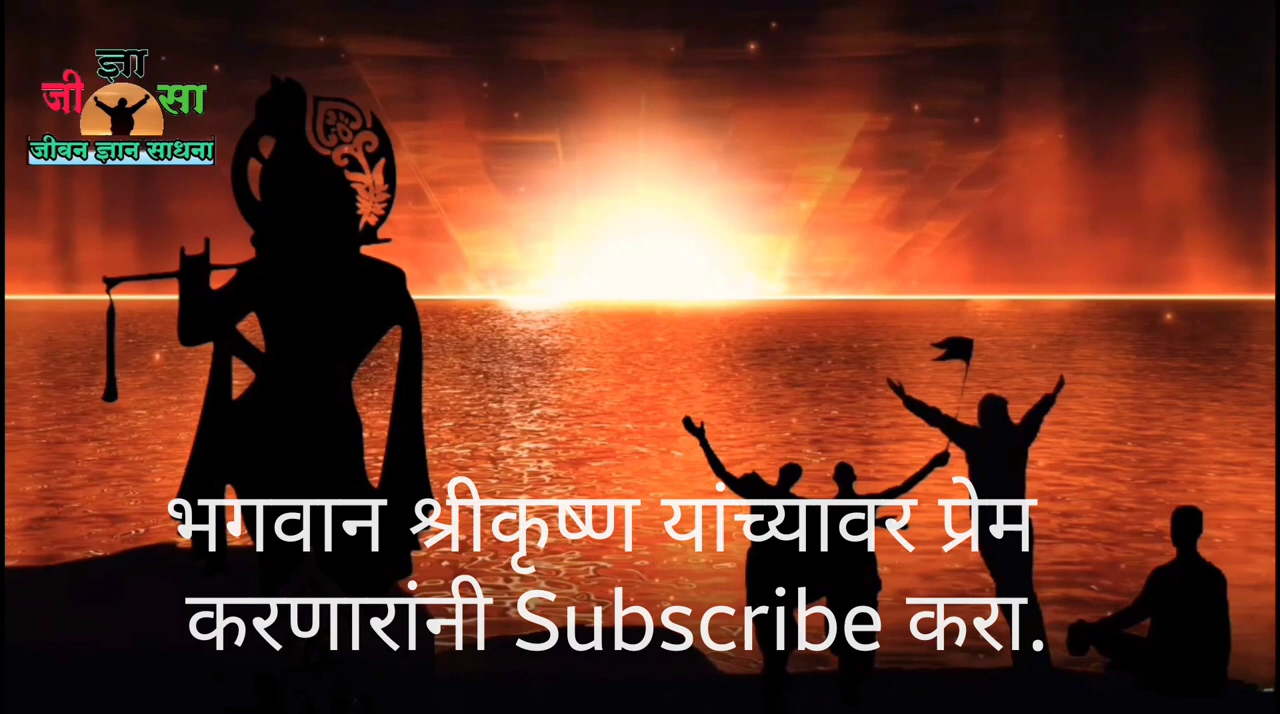 ज्ञा
जी सा
जीवन ज्ञान साधना
भगवान श्रीकृष्ण यांच्यावर प्रेम
करणारांनी Subscribe करा.